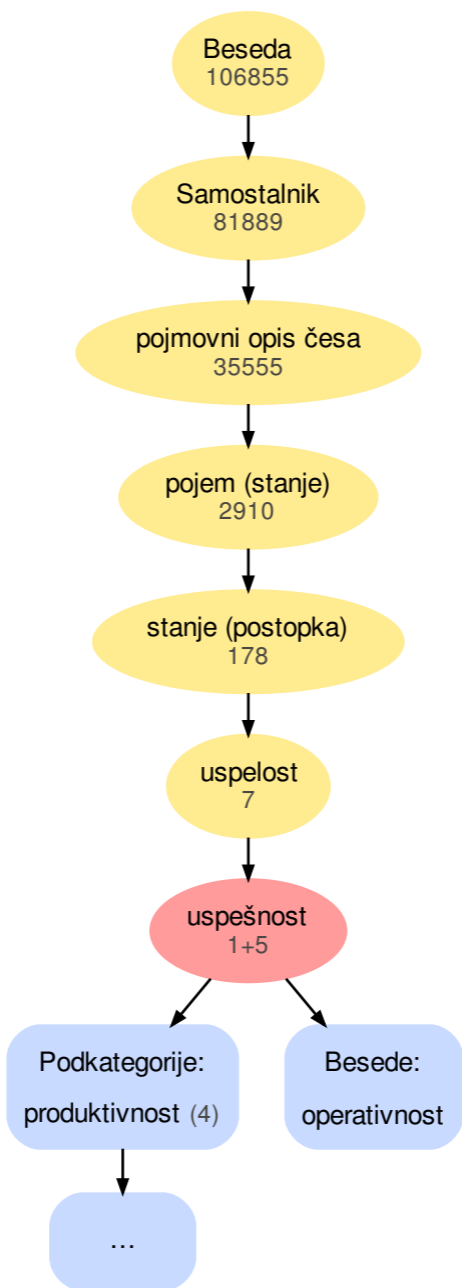 Beseda
106855
Samostalnik
81889
pojmovni opis česa
35555
pojem (stanje)
2910
stanje (postopka)
178
uspelost
7
uspešnost
1+5
Podkategorije:
produktivnost (4)
Besede:
operativnost
...